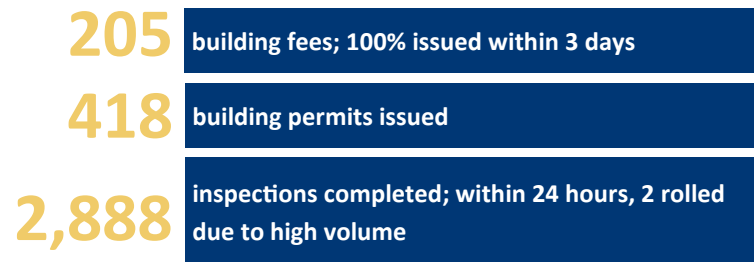 205 building fees; 100% issued within 3 days
418 building permits issued
2,888 inspections completed; within 24 hours, 2 rolled
due to high volume